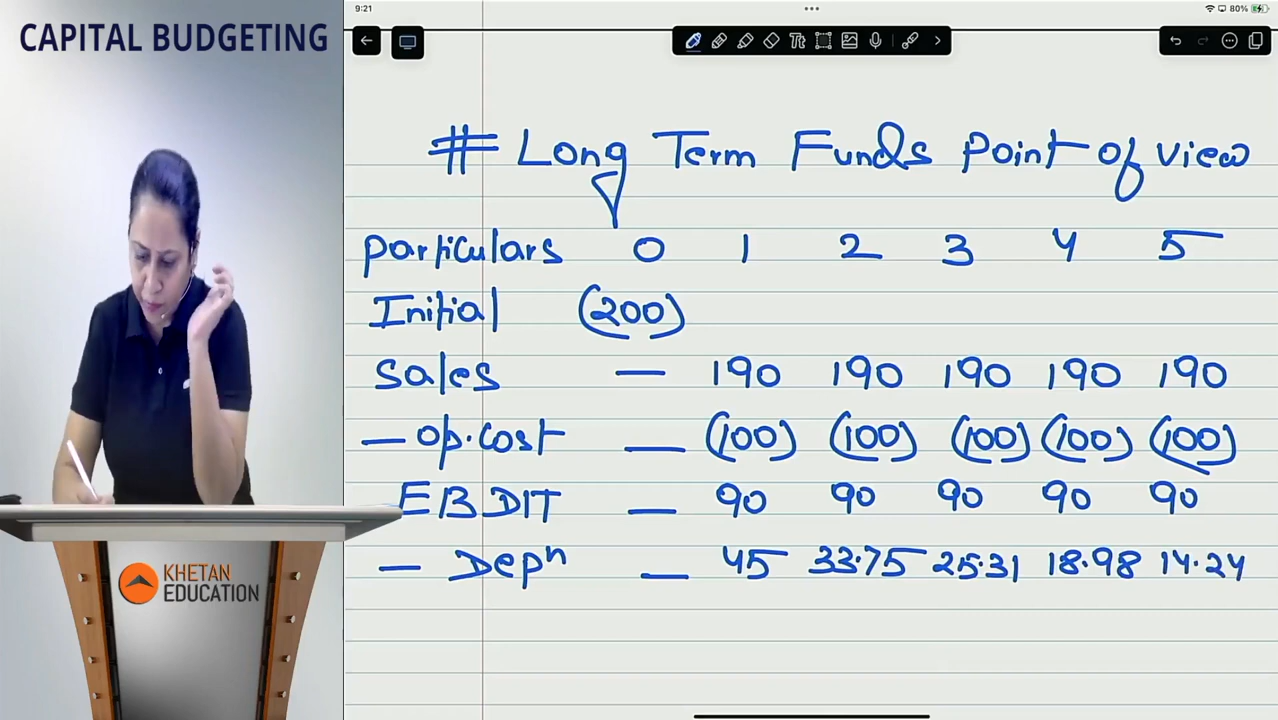 CAPITAL BUDGETING
9:21
80%
# Long Term Funds point of view
particulars 0 1 2 3 4 5
Initial (200)
Sales — 190 190 190 190 190
— op.cost — (100) (100) (100) (100) (100)
EBDIT — 90 90 90 90 90
— Depn — 45 33.75 25.31 18.98 14.24
KHETAN
EDUCATION
Tt